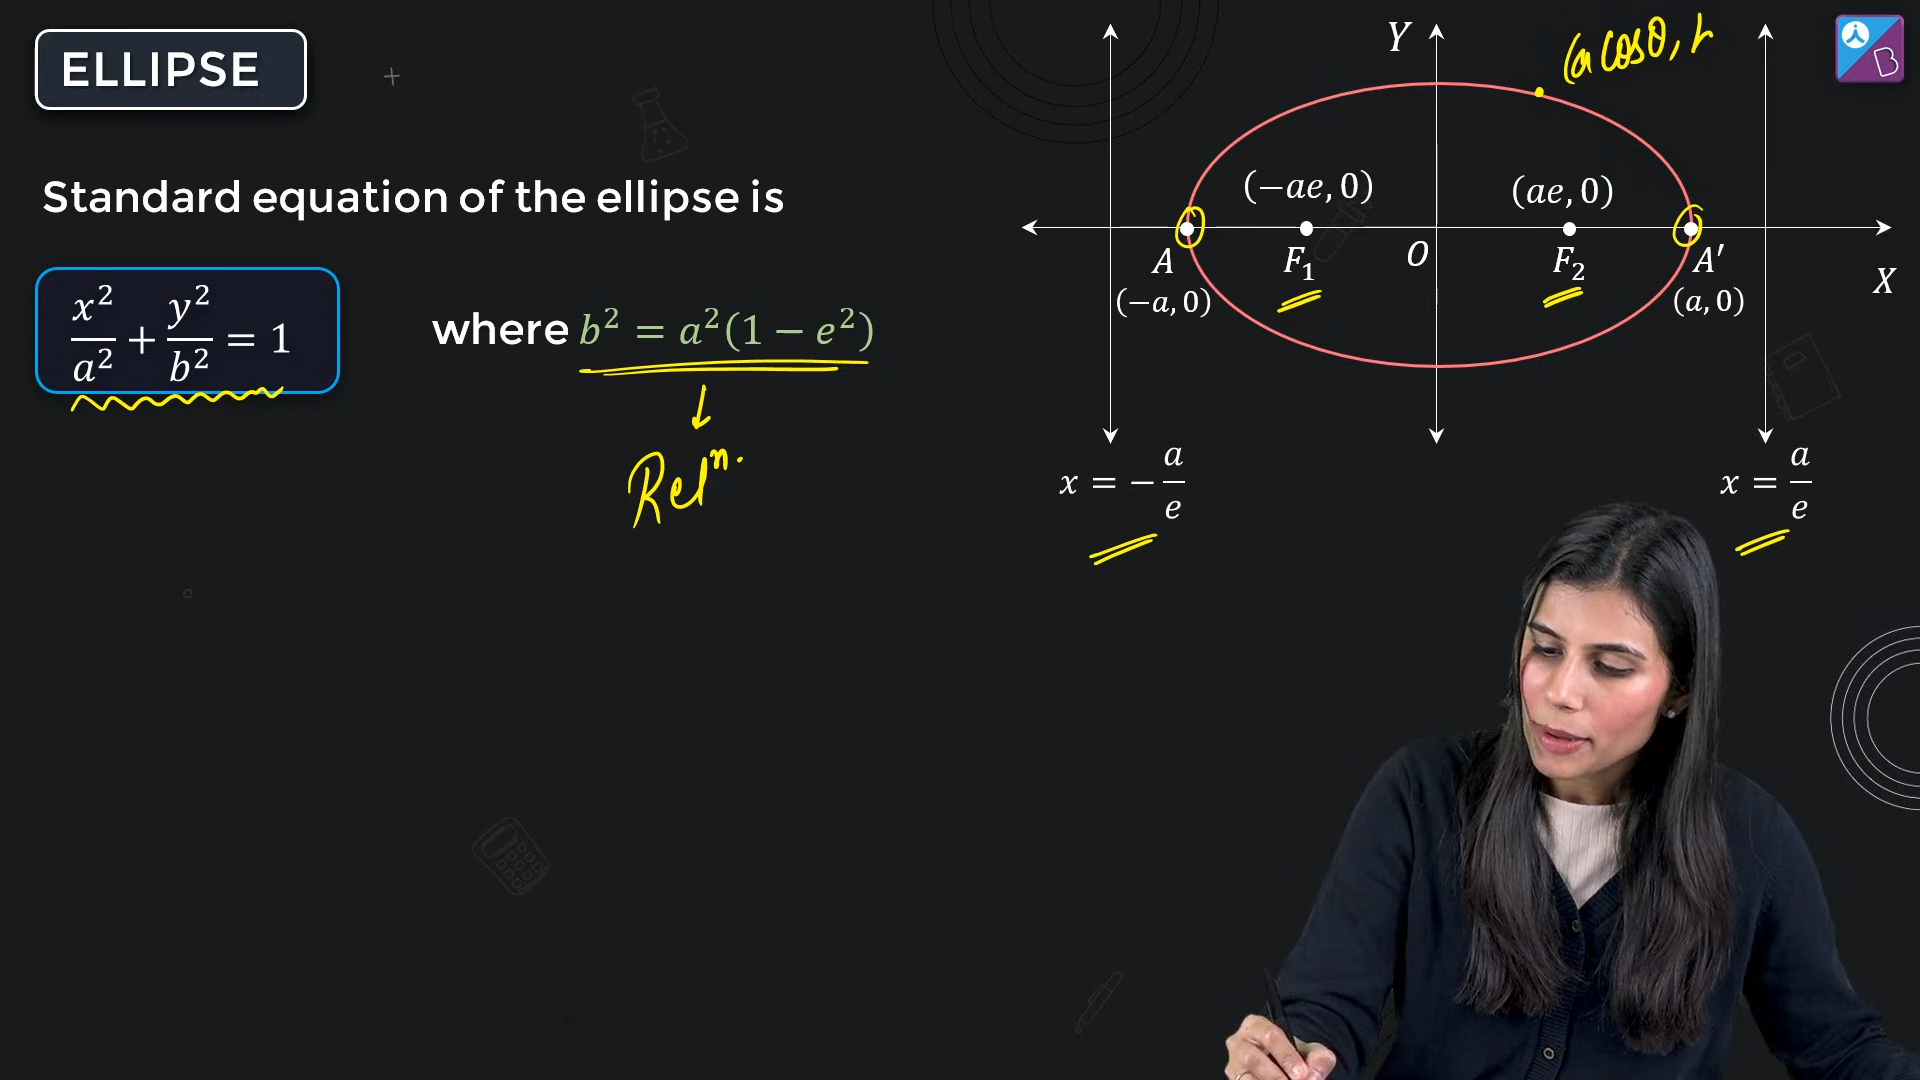 ELLIPSE
Standard equation of the ellipse is
x²/a² + y²/b² = 1
where b² = a²(1 − e²)
Relⁿ.
Y
(a cosθ, b
(−ae, 0)
(ae, 0)
A
F₁
O
F₂
A′
X
(−a, 0)
(a, 0)
x = − a/e
x = a/e
B